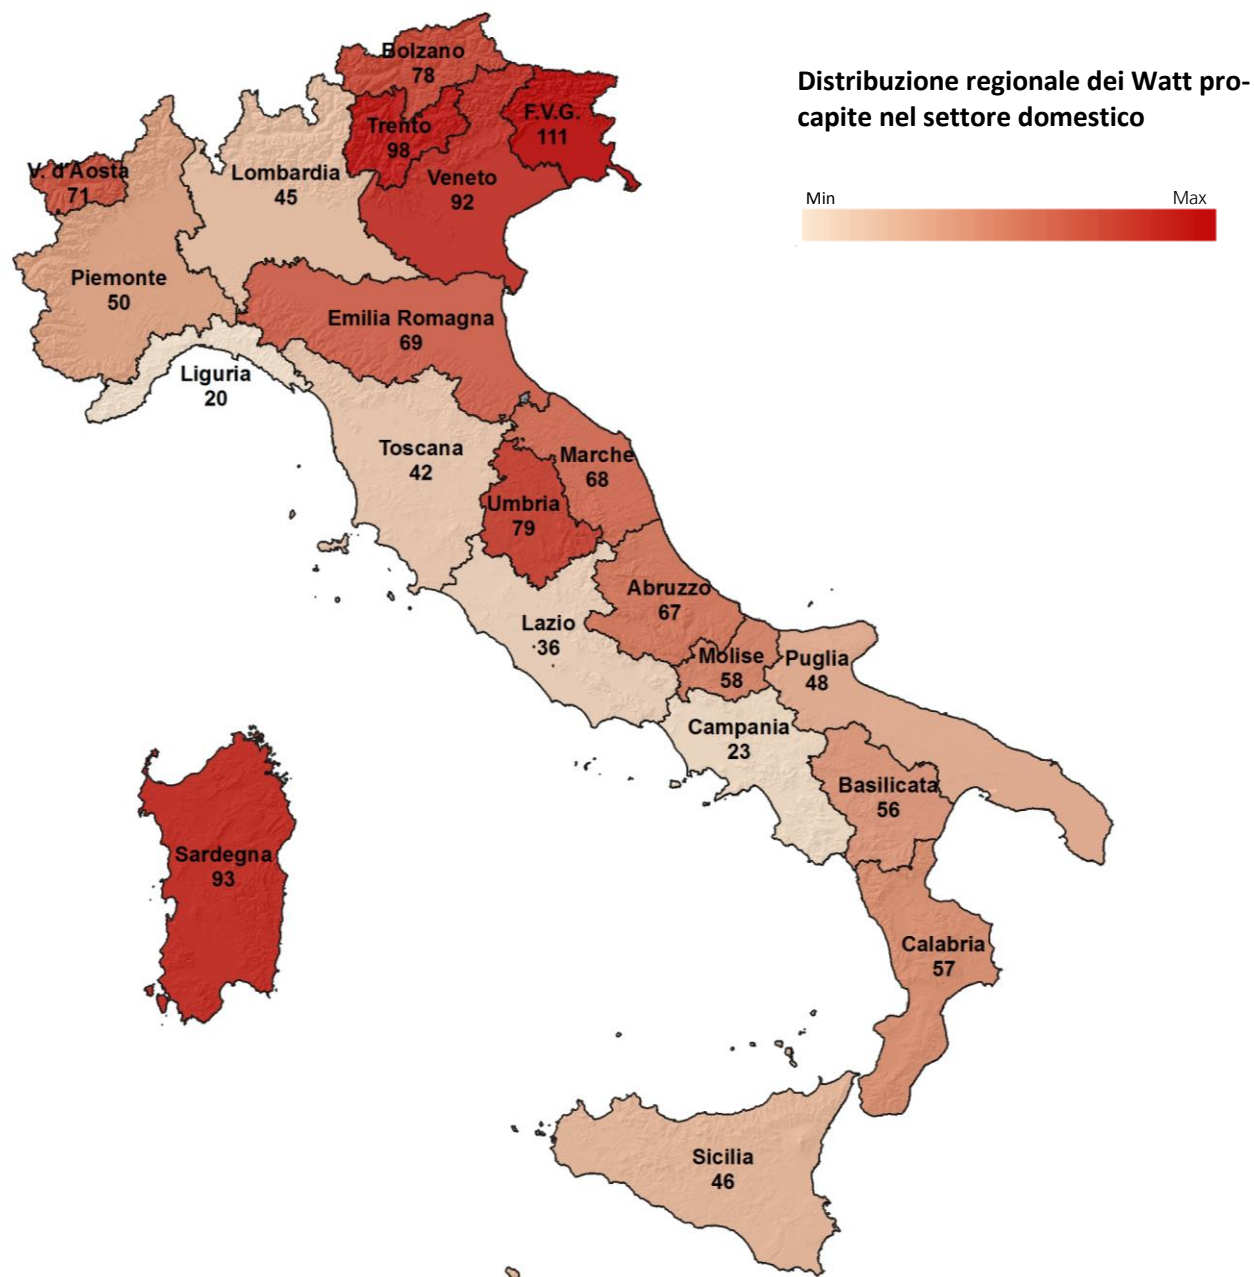 Distribuzione regionale dei Watt pro-
capite nel settore domestico
Min
Max
Bolzano
78
Trento
98
F.V.G.
111
V. d'Aosta
71
Lombardia
45
Veneto
92
Piemonte
50
Emilia Romagna
69
Liguria
20
Toscana
42
Marche
68
Umbria
79
Abruzzo
67
Lazio
36
Molise
58
Puglia
48
Campania
23
Basilicata
56
Sardegna
93
Calabria
57
Sicilia
46